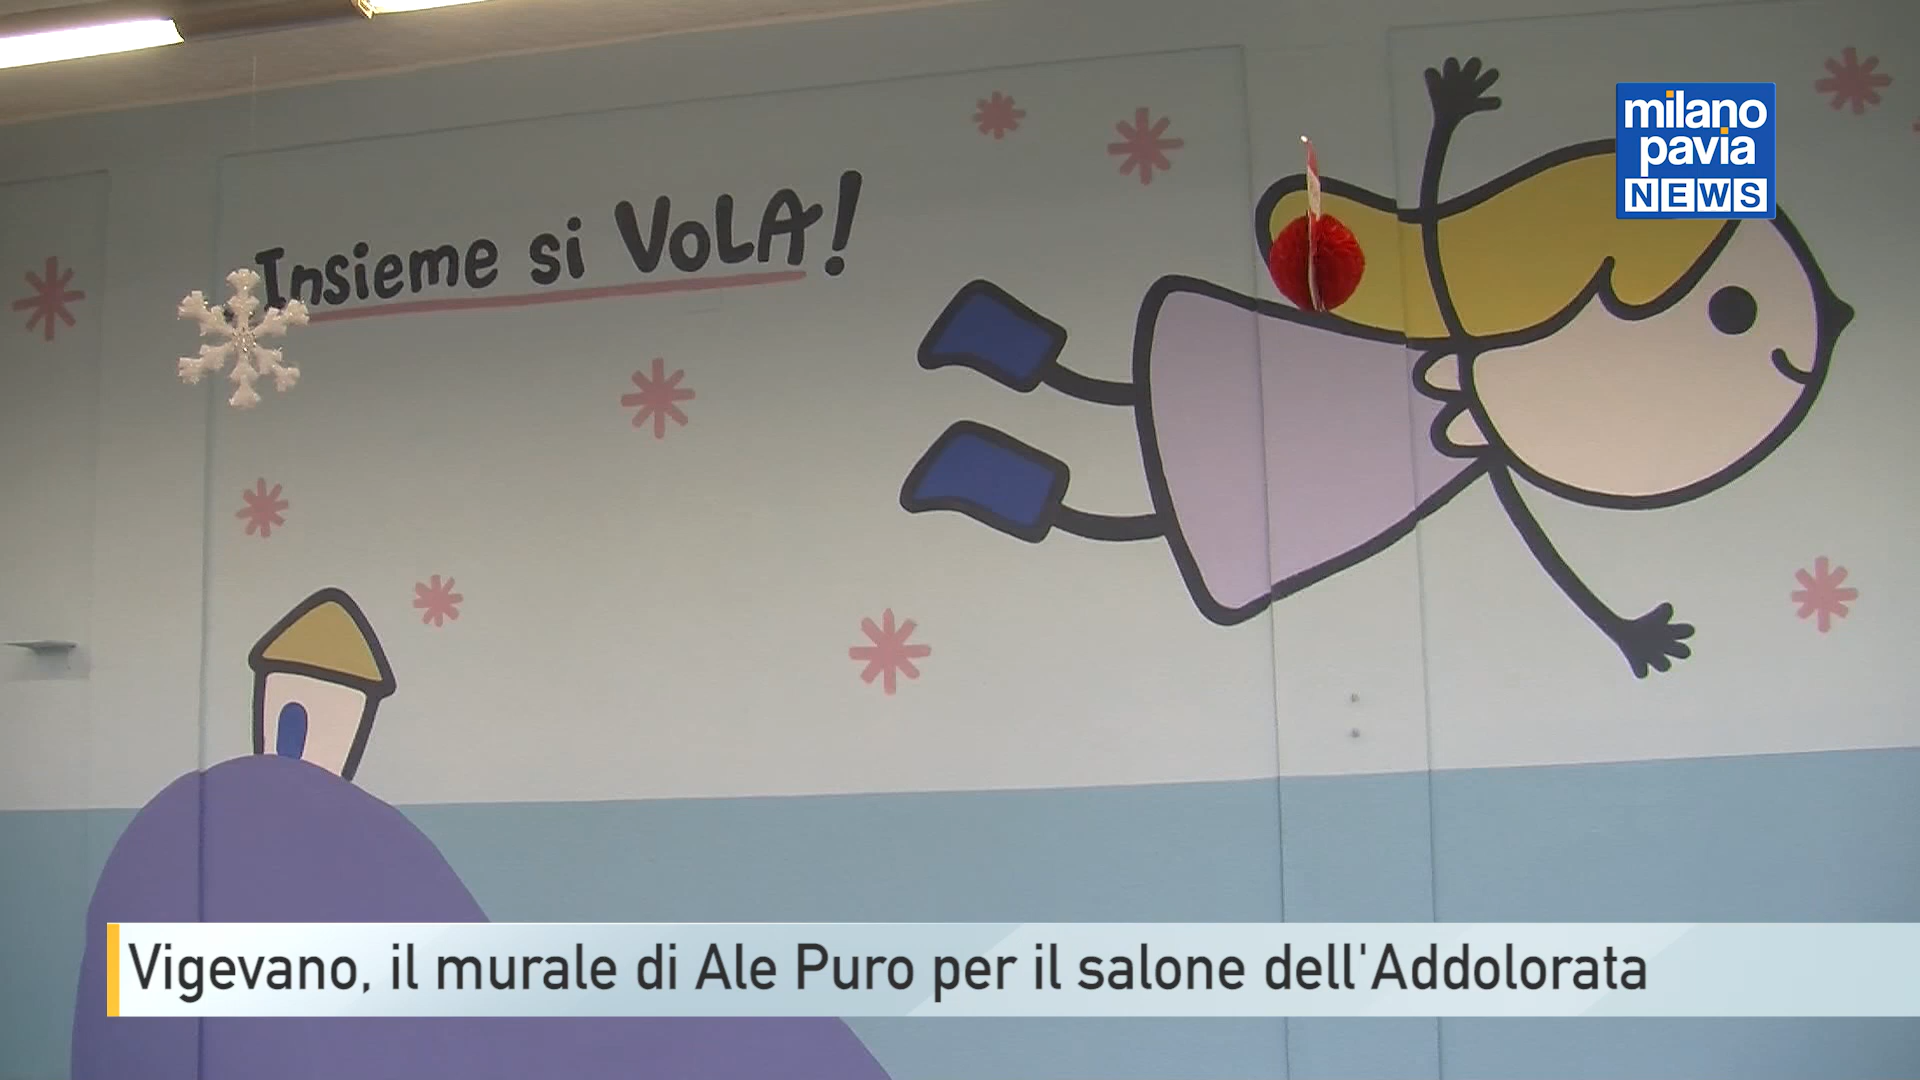 milano
pavia
NEWS
Insieme si VoLA!
Vigevano, il murale di Ale Puro per il salone dell'Addolorata